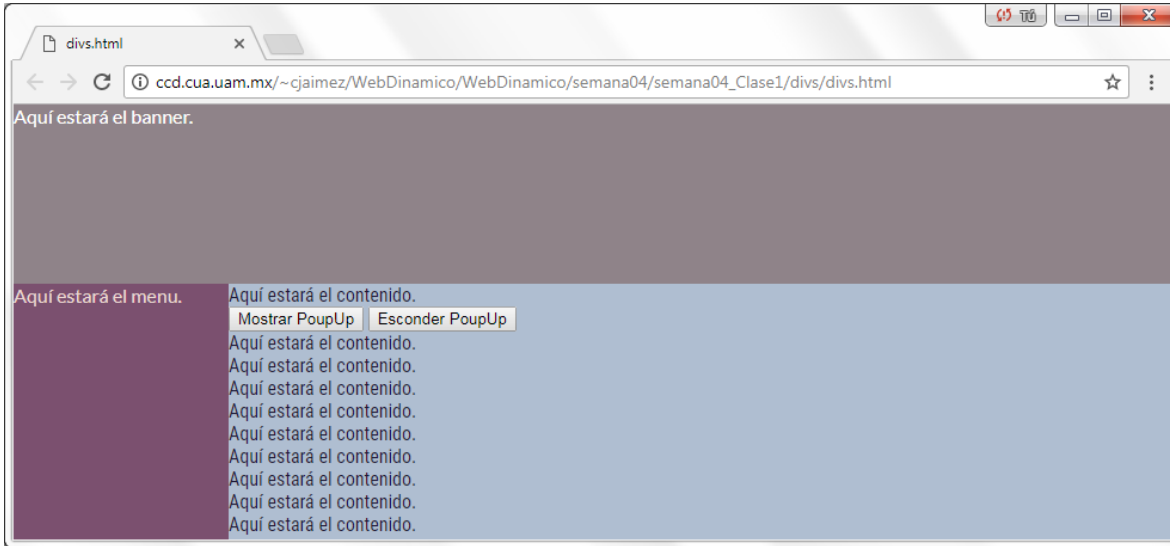 Tú
divs.html
ccd.cua.uam.mx/~cjaimez/WebDinamico/WebDinamico/semana04/semana04_Clase1/divs/divs.html
Aquí estará el banner.
Aquí estará el menu.
Aquí estará el contenido.
Mostrar PoupUp Esconder PoupUp
Aquí estará el contenido.
Aquí estará el contenido.
Aquí estará el contenido.
Aquí estará el contenido.
Aquí estará el contenido.
Aquí estará el contenido.
Aquí estará el contenido.
Aquí estará el contenido.
Aquí estará el contenido.